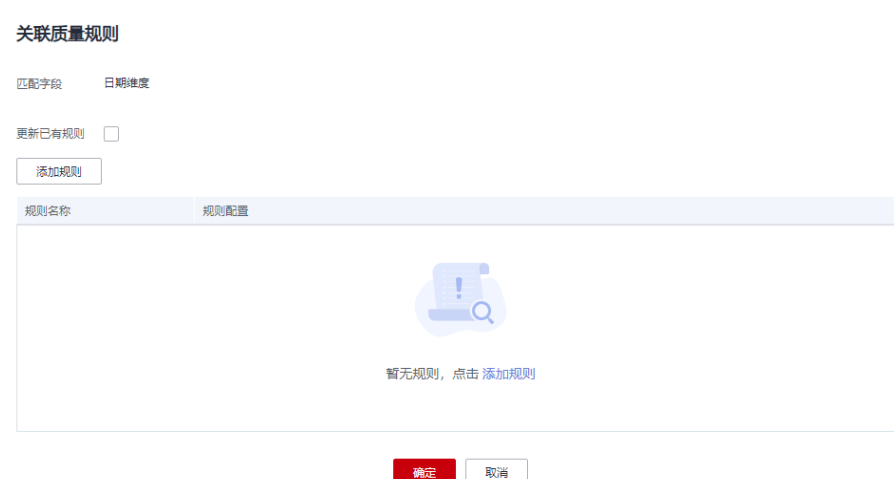 关联质量规则
匹配字段 日期维度
更新已有规则
添加规则
规则名称 规则配置
暂无规则，点击 添加规则
确定 取消